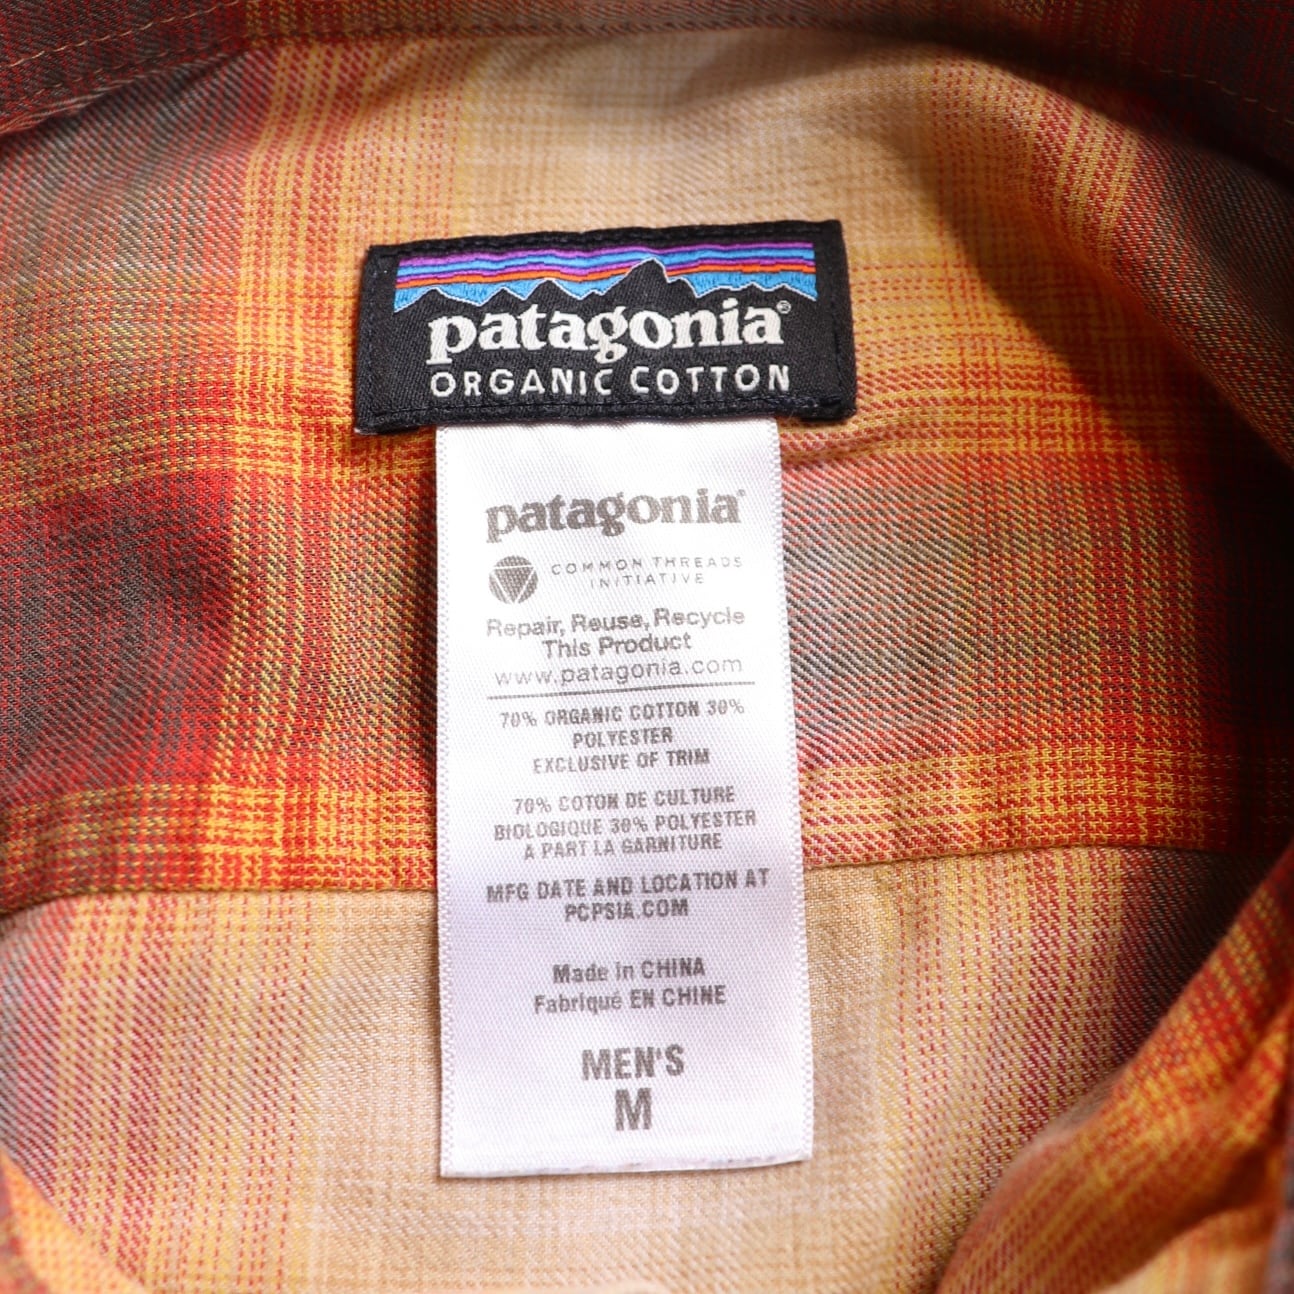 patagonia®
ORGANIC COTTON
patagonia®
COMMON THREADS
INITIATIVE
Repair, Reuse, Recycle
This Product
www.patagonia.com
70% ORGANIC COTTON 30%
POLYESTER
EXCLUSIVE OF TRIM
70% COTON DE CULTURE
BIOLOGIQUE 30% POLYESTER
A PART LA GARNITURE
MFG DATE AND LOCATION AT
PCPSIA.COM
Made in CHINA
Fabriqué EN CHINE
MEN'S
M